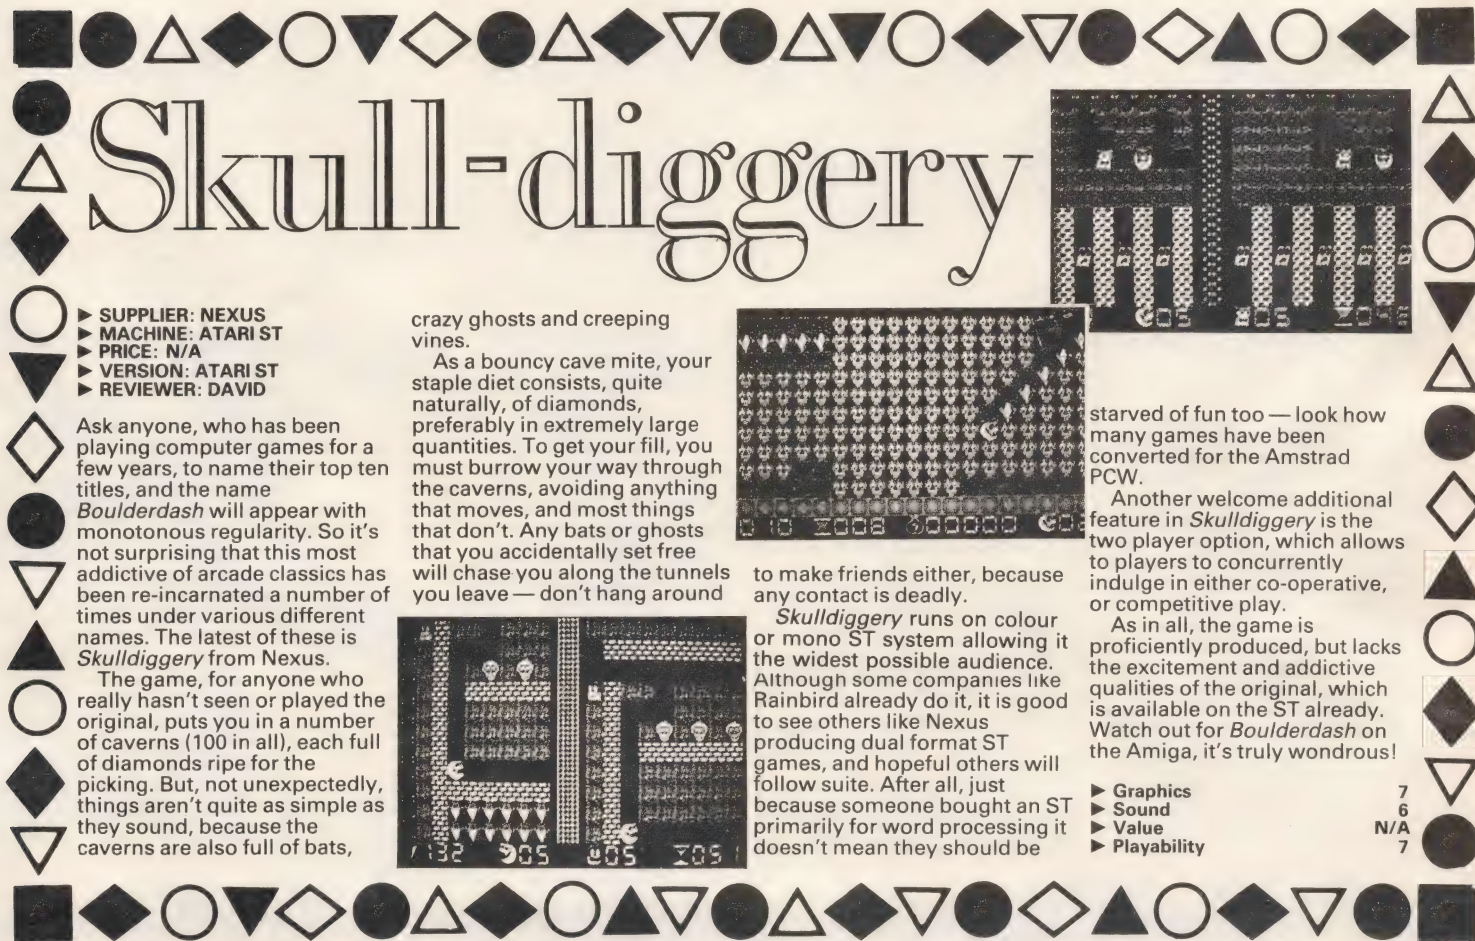 Skull-diggery
▶ SUPPLIER: NEXUS
▶ MACHINE: ATARI ST
▶ PRICE: N/A
▶ VERSION: ATARI ST
▶ REVIEWER: DAVID
Ask anyone, who has been
playing computer games for a
few years, to name their top ten
titles, and the name
Boulderdash will appear with
monotonous regularity. So it's
not surprising that this most
addictive of arcade classics has
been re-incarnated a number of
times under various different
names. The latest of these is
Skulldiggery from Nexus.
The game, for anyone who
really hasn't seen or played the
original, puts you in a number
of caverns (100 in all), each full
of diamonds ripe for the
picking. But, not unexpectedly,
things aren't quite as simple as
they sound, because the
caverns are also full of bats,
crazy ghosts and creeping
vines.
As a bouncy cave mite, your
staple diet consists, quite
naturally, of diamonds,
preferably in extremely large
quantities. To get your fill, you
must burrow your way through
the caverns, avoiding anything
that moves, and most things
that don't. Any bats or ghosts
that you accidentally set free
will chase you along the tunnels
you leave — don't hang around
132 05 05 051
010 008 000000 0
to make friends either, because
any contact is deadly.
Skulldiggery runs on colour
or mono ST system allowing it
the widest possible audience.
Although some companies like
Rainbird already do it, it is good
to see others like Nexus
producing dual format ST
games, and hopeful others will
follow suite. After all, just
because someone bought an ST
primarily for word processing it
doesn't mean they should be
05 05 046
starved of fun too — look how
many games have been
converted for the Amstrad
PCW.
Another welcome additional
feature in Skulldiggery is the
two player option, which allows
to players to concurrently
indulge in either co-operative,
or competitive play.
As in all, the game is
proficiently produced, but lacks
the excitement and addictive
qualities of the original, which
is available on the ST already.
Watch out for Boulderdash on
the Amiga, it's truly wondrous!
▶ Graphics 7
▶ Sound 6
▶ Value N/A
▶ Playability 7